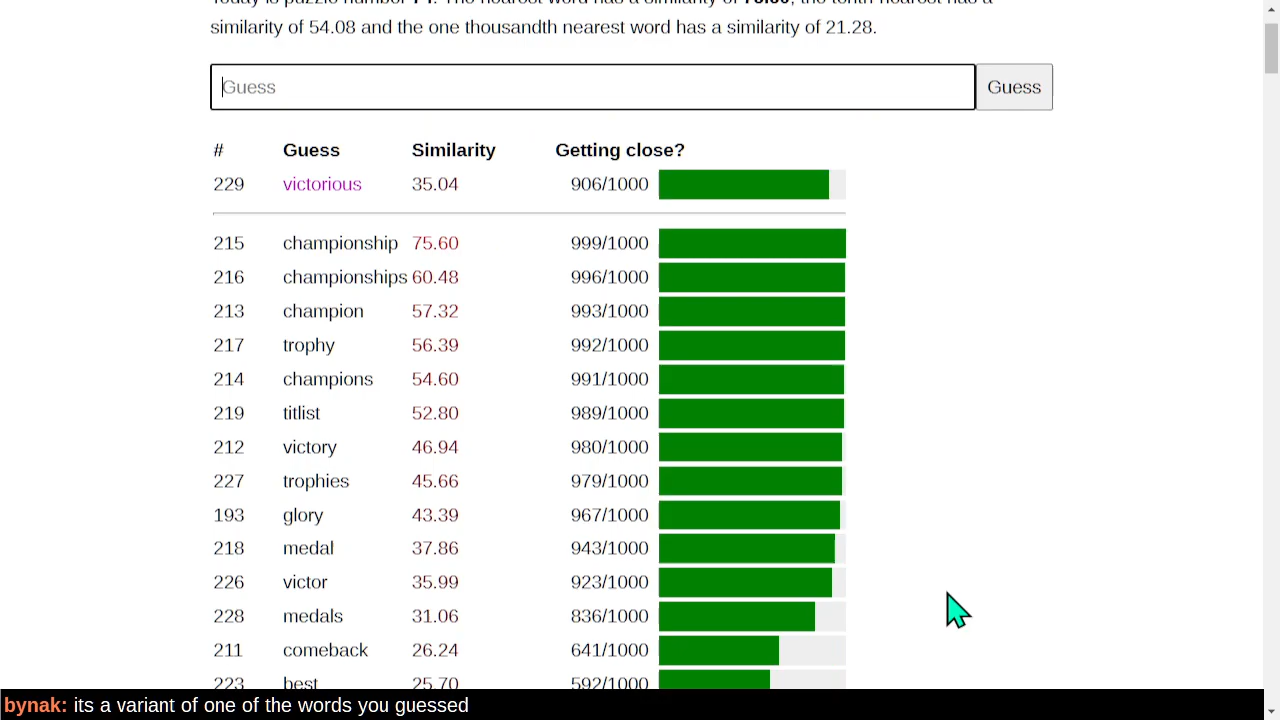 similarity of 54.08 and the one thousandth nearest word has a similarity of 21.28.
Guess Guess
# Guess Similarity Getting close?
229 victorious 35.04 906/1000
215 championship 75.60 999/1000
216 championships 60.48 996/1000
213 champion 57.32 993/1000
217 trophy 56.39 992/1000
214 champions 54.60 991/1000
219 titlist 52.80 989/1000
212 victory 46.94 980/1000
227 trophies 45.66 979/1000
193 glory 43.39 967/1000
218 medal 37.86 943/1000
226 victor 35.99 923/1000
228 medals 31.06 836/1000
211 comeback 26.24 641/1000
223 best 25.70 592/1000
bynak: its a variant of one of the words you guessed